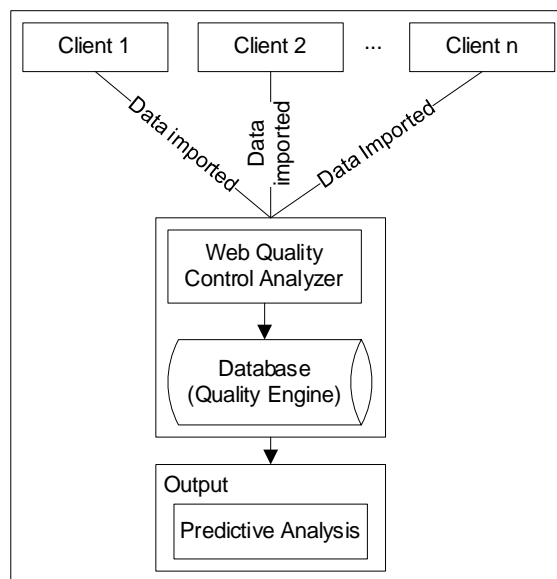 Client 1
Client 2
...
Client n
Data imported
Data
imported
Data Imported
Web Quality
Control Analyzer
Database
(Quality Engine)
Output
Predictive Analysis